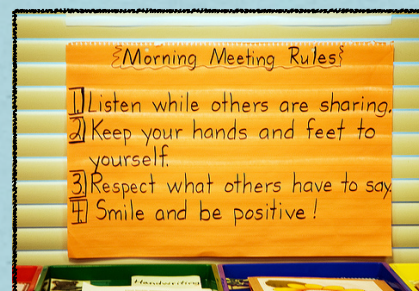 {Morning Meeting Rules}
1 Listen while others are sharing.
2 Keep your hands and feet to
yourself.
3 Respect what others have to say
4 Smile and be positive!
Handwriting